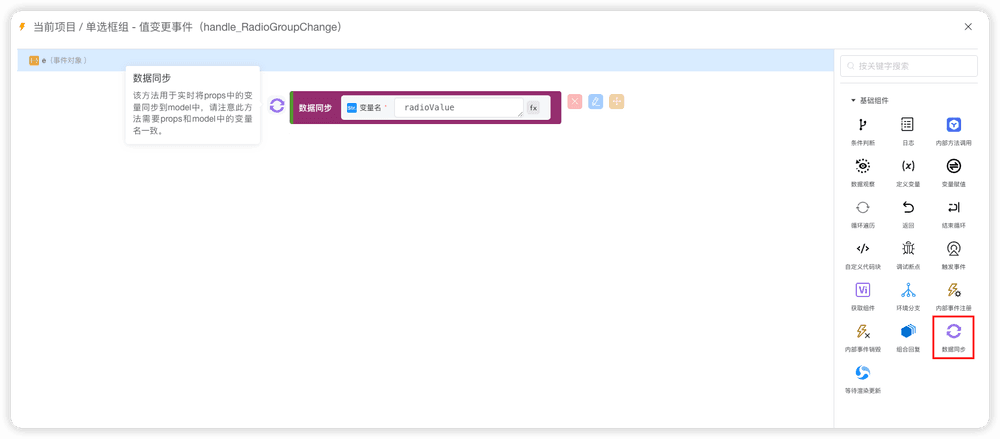 当前项目 / 单选框组 - 值变更事件（handle_RadioGroupChange）
e（事件对象）
数据同步
该方法用于实时将props中的变
量同步到model中，请注意此方
法需要props和model中的变量
名一致。
数据同步
变量名 *
radioValue
fx
按关键字搜索
基础组件
条件判断
日志
内部方法调用
数据观察
定义变量
变量赋值
循环遍历
返回
结束循环
自定义代码块
调试断点
触发事件
获取组件
环境分支
内部事件注册
内部事件销毁
组合回复
数据同步
等待渲染更新